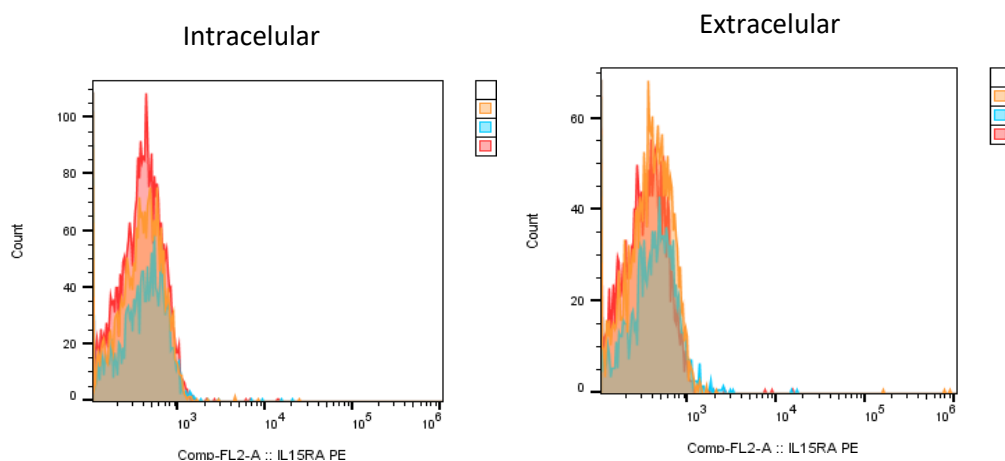 Intracelular
100
80
60
40
20
0
Count
10³ 10⁴ 10⁵ 10⁶
Comp-FL2-A :: IL15RA PE
Extracelular
60
40
20
0
Count
10³ 10⁴ 10⁵ 10⁶
Comp-FL2-A :: IL15RA PE